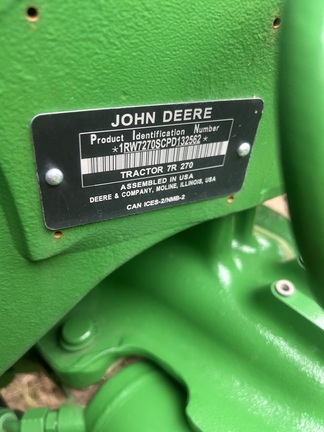 JOHN DEERE
Product Identification Number
*1RW7270SCPD132562*
TRACTOR 7R 270
ASSEMBLED IN USA
DEERE & COMPANY, MOLINE, ILLINOIS, USA
CAN ICES-2/NMB-2